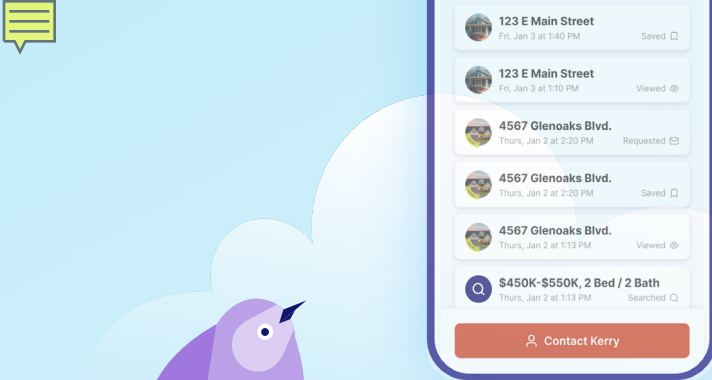 123 E Main Street
Fri, Jan 3 at 1:40 PM Saved
123 E Main Street
Fri, Jan 3 at 1:10 PM Viewed
4567 Glenoaks Blvd.
Thurs, Jan 2 at 2:20 PM Requested
4567 Glenoaks Blvd.
Thurs, Jan 2 at 2:20 PM Saved
4567 Glenoaks Blvd.
Thurs, Jan 2 at 1:13 PM Viewed
$450K-$550K, 2 Bed / 2 Bath
Thurs, Jan 2 at 1:13 PM Searched
Contact Kerry